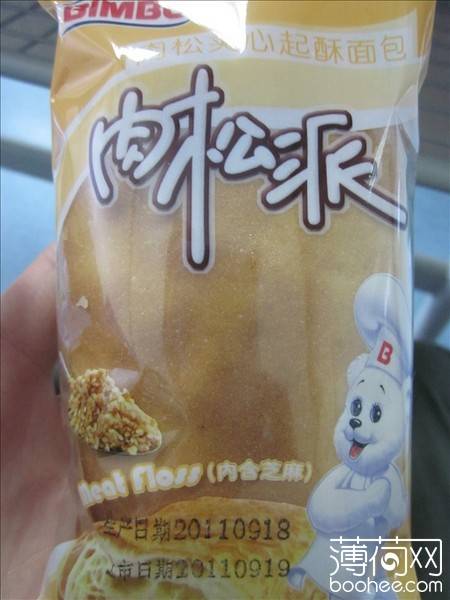 BIMBO
肉松夹心起酥面包
肉松派
B
meat floss (内含芝麻)
生产日期20110918
上市日期20110919
薄荷网
boohee.com